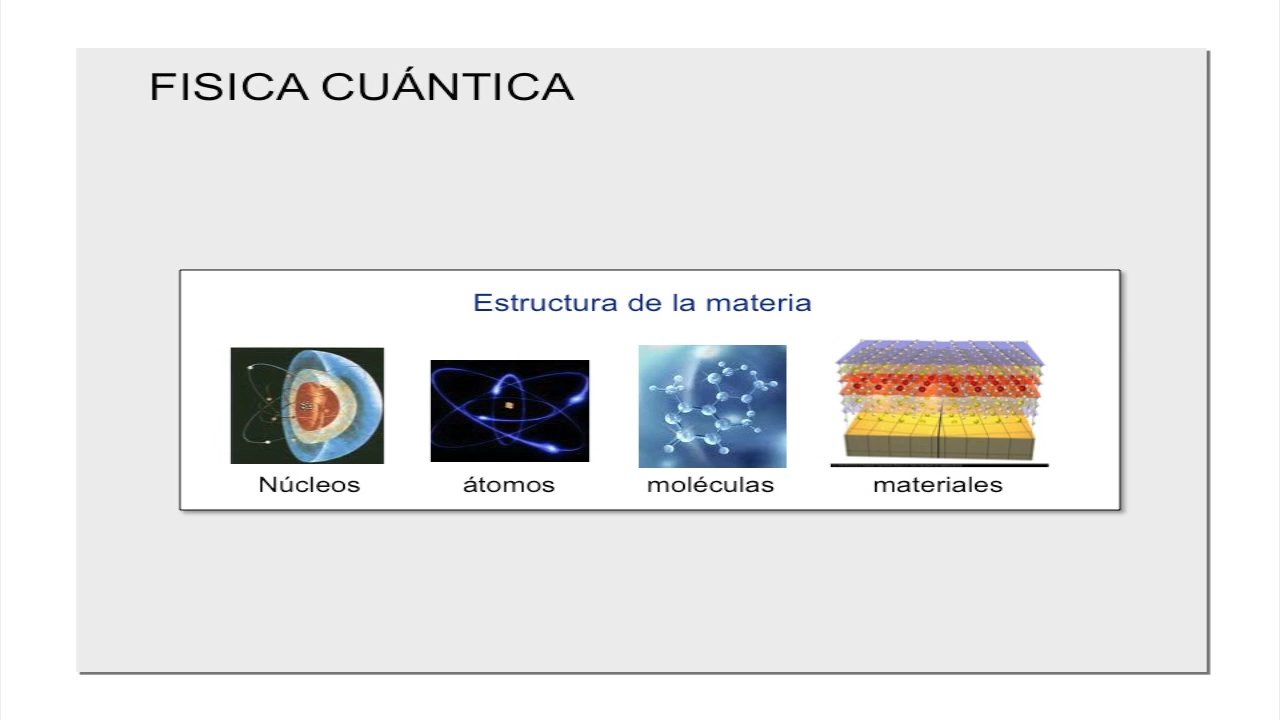 FISICA CUÁNTICA
Estructura de la materia
Núcleos átomos moléculas materiales